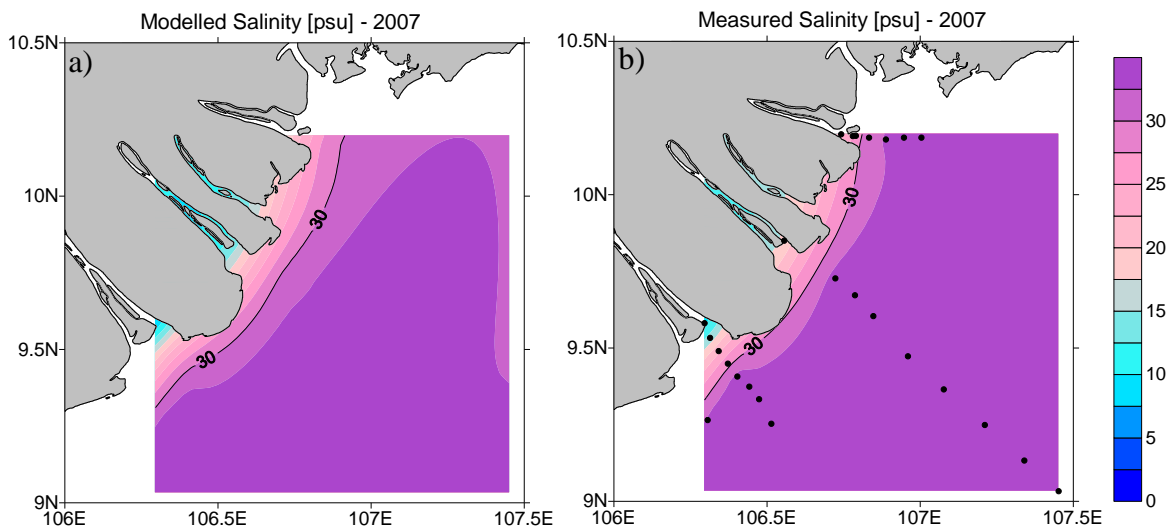 Modelled Salinity [psu] - 2007
Measured Salinity [psu] - 2007
a)
b)
10.5N
10N
9.5N
9N
106E
106.5E
107E
107.5E
30
30
10.5N
10N
9.5N
9N
106E
106.5E
107E
107.5E
30
30
30
25
20
15
10
5
0